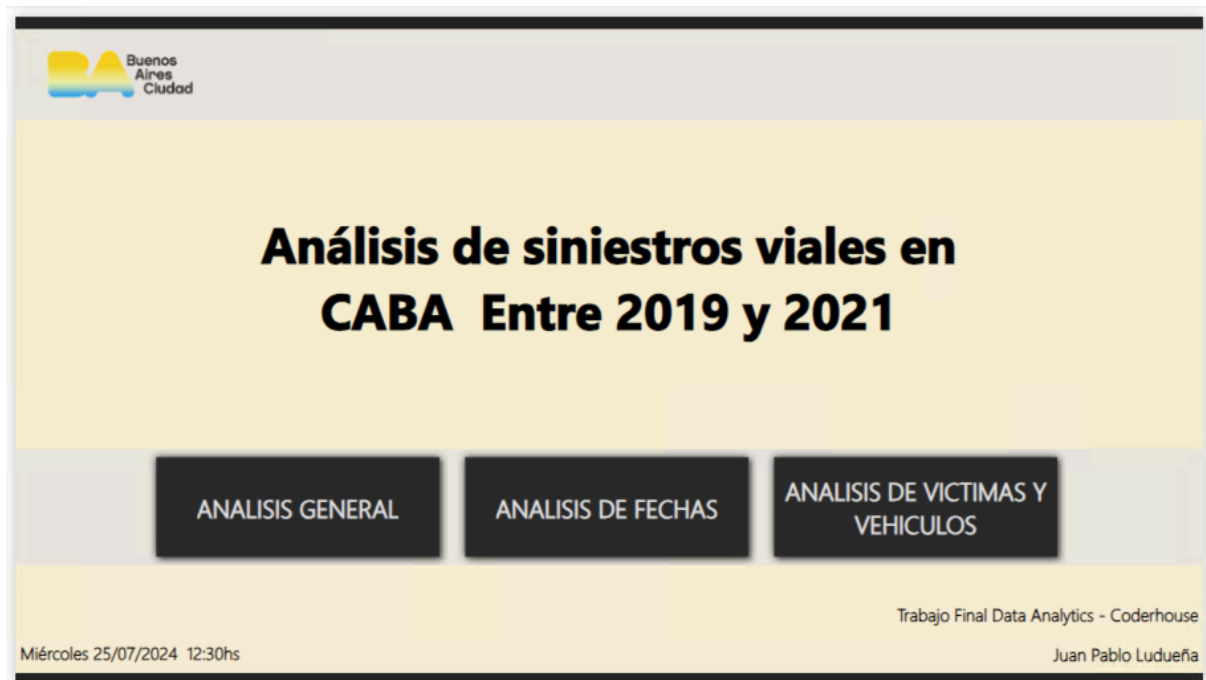 BA Buenos
Aires
Ciudad
Análisis de siniestros viales en
CABA  Entre 2019 y 2021
ANALISIS GENERAL
ANALISIS DE FECHAS
ANALISIS DE VICTIMAS Y
VEHICULOS
Trabajo Final Data Analytics - Coderhouse
Miércoles 25/07/2024  12:30hs
Juan Pablo Ludueña